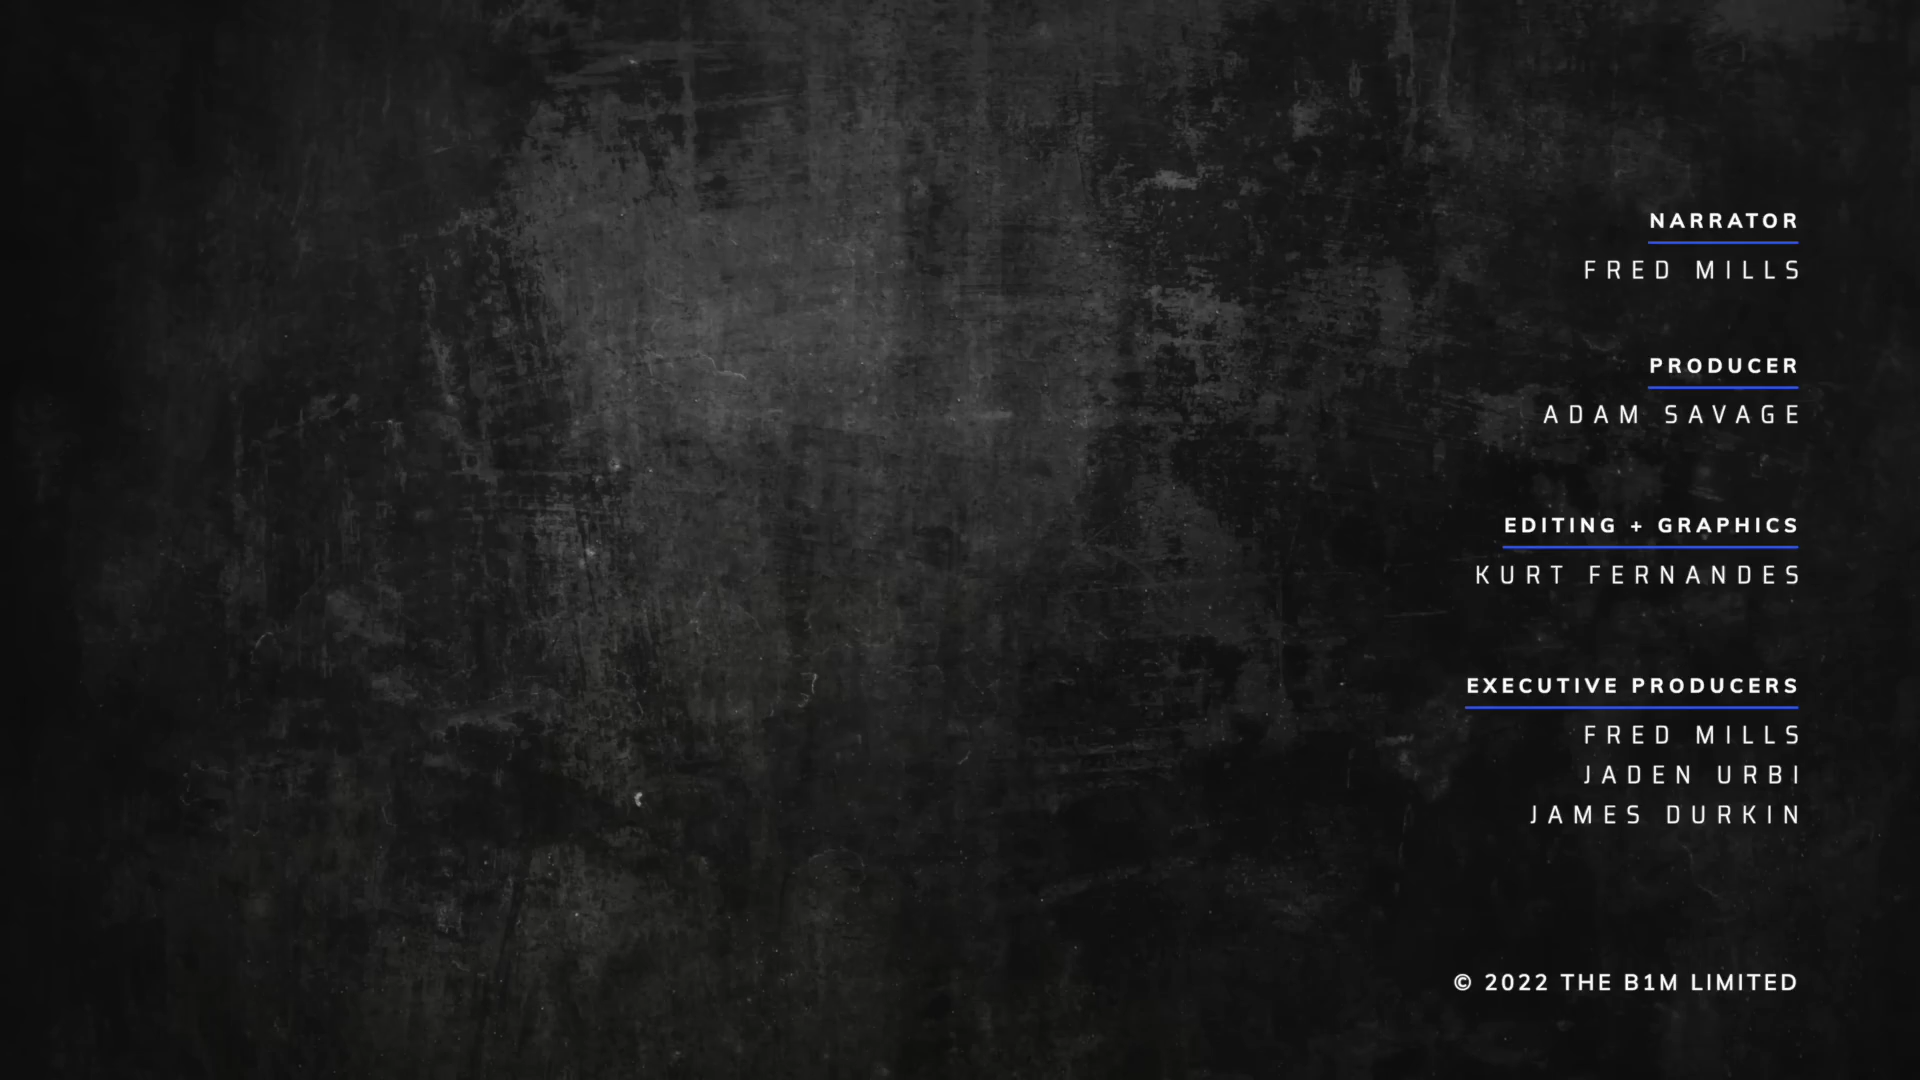 NARRATOR
FRED MILLS
PRODUCER
ADAM SAVAGE
EDITING + GRAPHICS
KURT FERNANDES
EXECUTIVE PRODUCERS
FRED MILLS
JADEN URBI
JAMES DURKIN
© 2022 THE B1M LIMITED